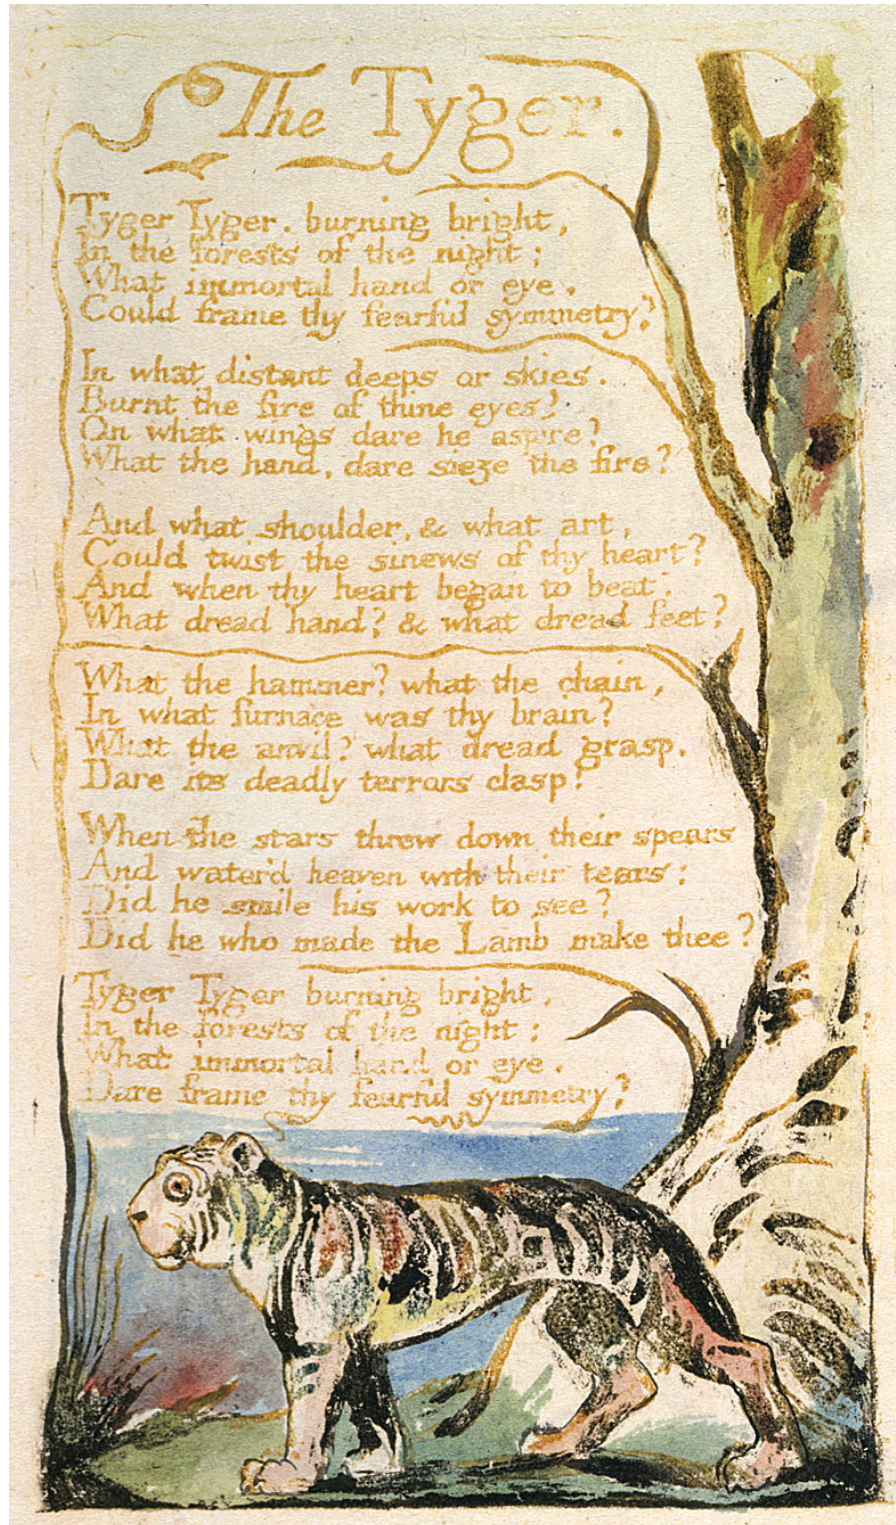 The Tyger.
Tyger Tyger. burning bright,
In the forests of the night;
What immortal hand or eye.
Could frame thy fearful symmetry?
In what distant deeps or skies.
Burnt the fire of thine eyes?
On what wings dare he aspire?
What the hand, dare sieze the fire?
And what shoulder, & what art,
Could twist the sinews of thy heart?
And when thy heart began to beat.
What dread hand? & what dread feet?
What the hammer? what the chain,
In what furnace was thy brain?
What the anvil? what dread grasp.
Dare its deadly terrors clasp?
When the stars threw down their spears
And water'd heaven with their tears:
Did he smile his work to see?
Did he who made the Lamb make thee?
Tyger Tyger burning bright,
In the forests of the night:
What immortal hand or eye.
Dare frame thy fearful symmetry?